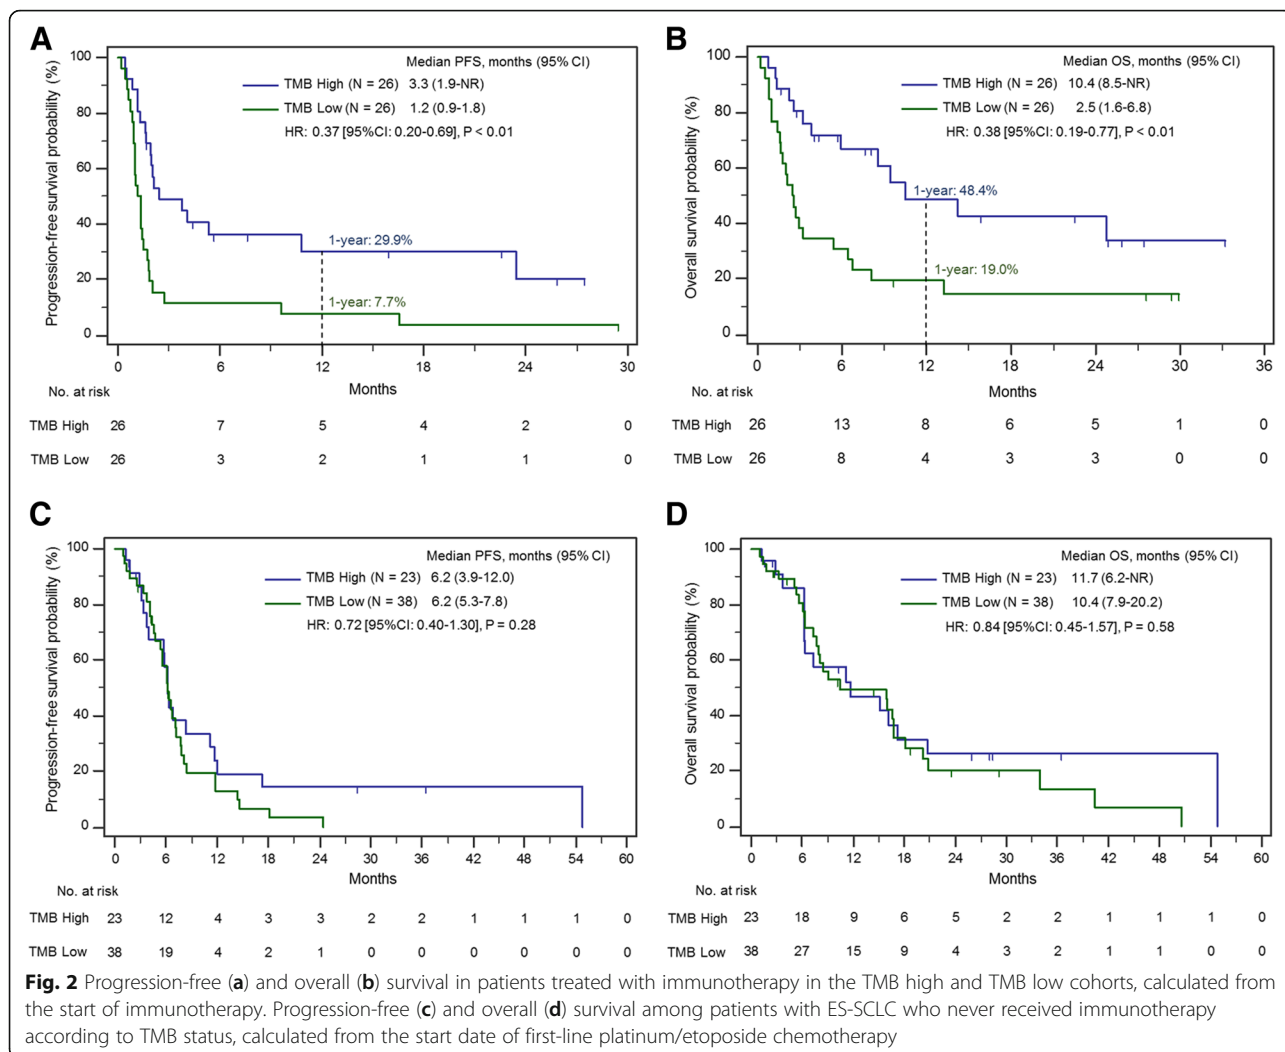 A
Median PFS, months (95% CI)
TMB High (N = 26) 3.3 (1.9-NR)
TMB Low (N = 26) 1.2 (0.9-1.8)
HR: 0.37 [95%CI: 0.20-0.69], P < 0.01
Progression-free survival probability (%)
100
80
60
40
20
0
1-year: 29.9%
1-year: 7.7%
0 6 12 18 24 30
Months
No. at risk
TMB High 26 7 5 4 2 0
TMB Low 26 3 2 1 1 0
B
Median OS, months (95% CI)
TMB High (N = 26) 10.4 (8.5-NR)
TMB Low (N = 26) 2.5 (1.6-6.8)
HR: 0.38 [95%CI: 0.19-0.77], P < 0.01
Overall survival probability (%)
100
80
60
40
20
0
1-year: 48.4%
1-year: 19.0%
0 6 12 18 24 30 36
Months
No. at risk
TMB High 26 13 8 6 5 1 0
TMB Low 26 8 4 3 3 0 0
C
Median PFS, months (95% CI)
TMB High (N = 23) 6.2 (3.9-12.0)
TMB Low (N = 38) 6.2 (5.3-7.8)
HR: 0.72 [95%CI: 0.40-1.30], P = 0.28
Progression-free survival probability (%)
100
80
60
40
20
0
0 6 12 18 24 30 36 42 48 54 60
Months
No. at risk
TMB High 23 12 4 3 3 2 2 1 1 1 0
TMB Low 38 19 4 2 1 0 0 0 0 0 0
D
Median OS, months (95% CI)
TMB High (N = 23) 11.7 (6.2-NR)
TMB Low (N = 38) 10.4 (7.9-20.2)
HR: 0.84 [95%CI: 0.45-1.57], P = 0.58
Overall survival probability (%)
100
80
60
40
20
0
0 6 12 18 24 30 36 42 48 54 60
Months
No. at risk
TMB High 23 18 9 6 5 2 2 1 1 1 0
TMB Low 38 27 15 9 4 3 2 1 1 0 0
Fig. 2 Progression-free (a) and overall (b) survival in patients treated with immunotherapy in the TMB high and TMB low cohorts, calculated from
the start of immunotherapy. Progression-free (c) and overall (d) survival among patients with ES-SCLC who never received immunotherapy
according to TMB status, calculated from the start date of first-line platinum/etoposide chemotherapy